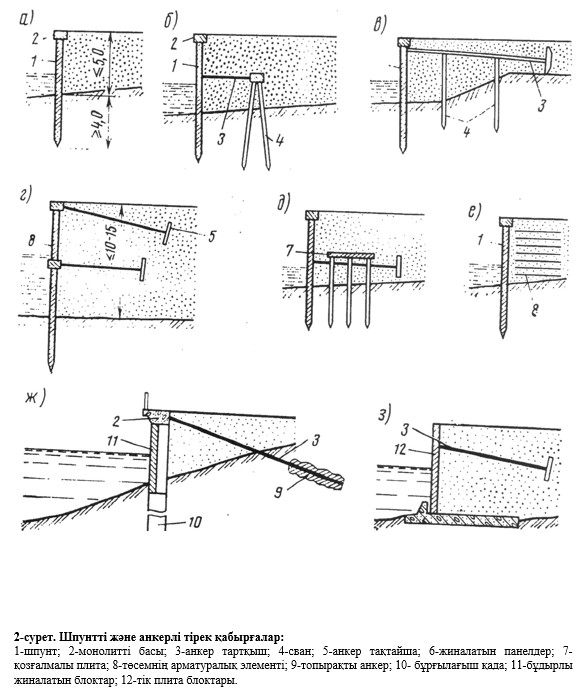 а)
2
1
≤5,0
≥4,0
б)
2
1
3
4
в)
3
4
г)
8
≤10-15
5
д)
7
е)
1
8
ж)
2
11
3
9
10
з)
3
12
2-сурет. Шпунтті және анкерлі тірек қабырғалар:
1-шпунт; 2-монолитті басы; 3-анкер тартқыш; 4-сван; 5-анкер тақтайша; 6-жиналатын панелдер; 7-
қозғалмалы плита; 8-төсемнің арматуралық элементі; 9-топырақты анкер; 10- бұрғылағыш қада; 11-бұдырлы
жиналатын блоктар; 12-тік плита блоктары.